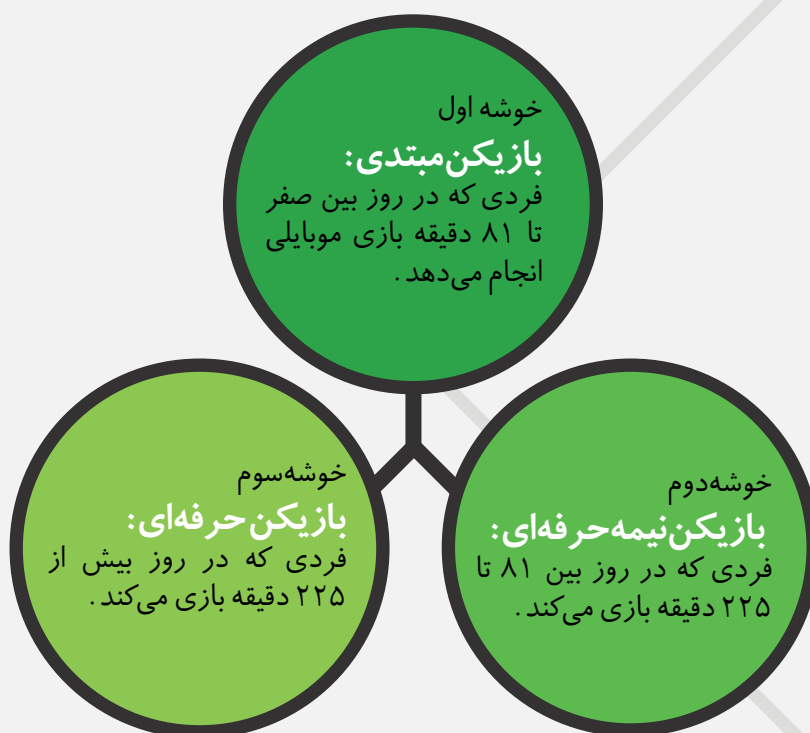 خوشه اول
بازیکن‌مبتدی:
فردی که در روز بین صفر
تا ۸۱ دقیقه بازی موبایلی
انجام می‌دهد.
خوشه‌دوم
بازیکن‌نیمه‌حرفه‌ای:
فردی که در روز بین ۸۱ تا
۲۲۵ دقیقه بازی می‌کند.
خوشه‌سوم
بازیکن‌حرفه‌ای:
فردی که در روز بیش از
۲۲۵ دقیقه بازی می‌کند.